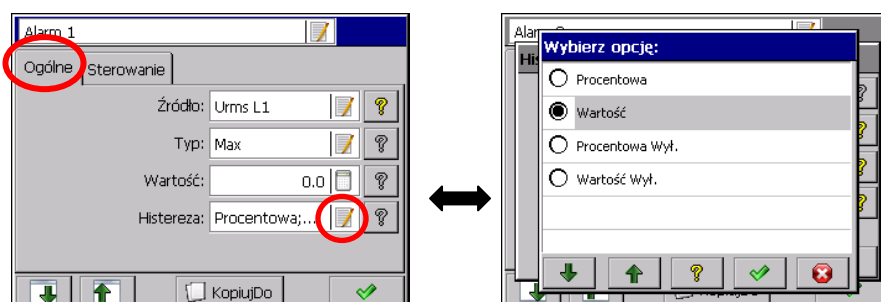 Alarm 1
Ogólne Sterowanie
Źródło: Urms L1
Typ: Max
Wartość: 0.0
Histereza: Procentowa;...
KopiujDo
Wybierz opcję:
Procentowa
Wartość
Procentowa Wył.
Wartość Wył.